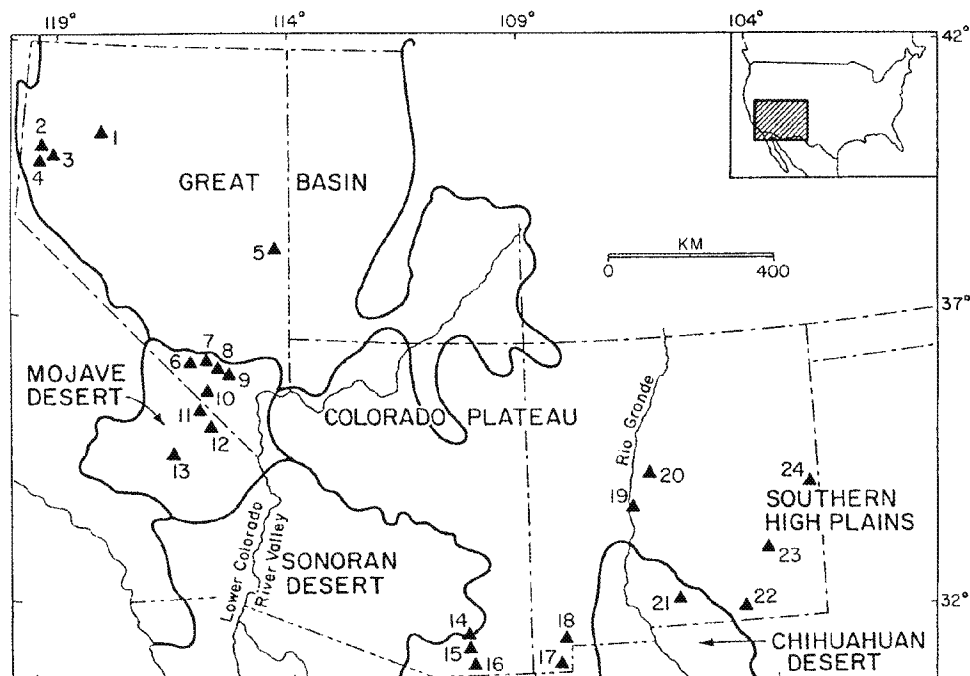 119° 114° 109° 104°
42°
2
1
3
4
GREAT BASIN
5
KM
0 400
37°
7
8
6
9
MOJAVE
DESERT
10
11
12
13
COLORADO PLATEAU
Rio Grande
20
19
24
SOUTHERN
HIGH PLAINS
23
Lower Colorado
River Valley
SONORAN
DESERT
21
22
32°
14
15
16
18
17
CHIHUAHUAN
DESERT